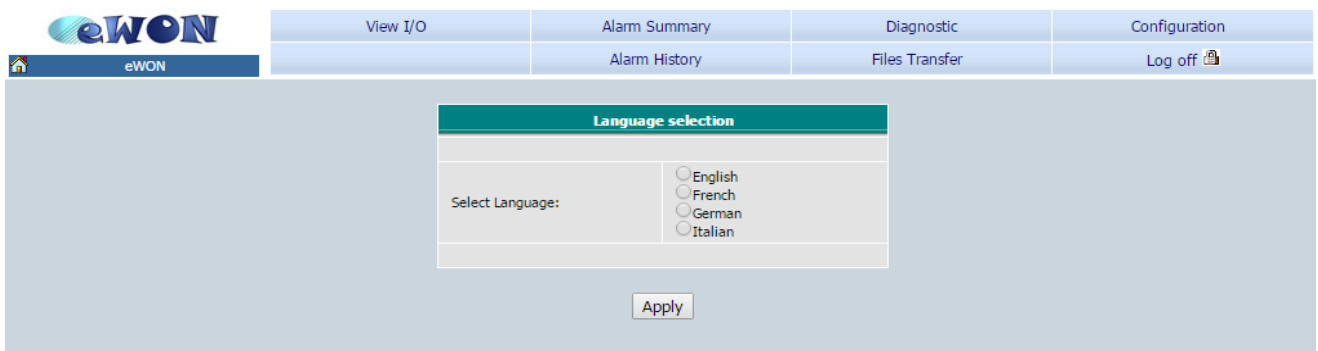 eWON View I/O Alarm Summary Diagnostic Configuration
eWON Alarm History Files Transfer Log off
Language selection
Select Language:
English
French
German
Italian
Apply